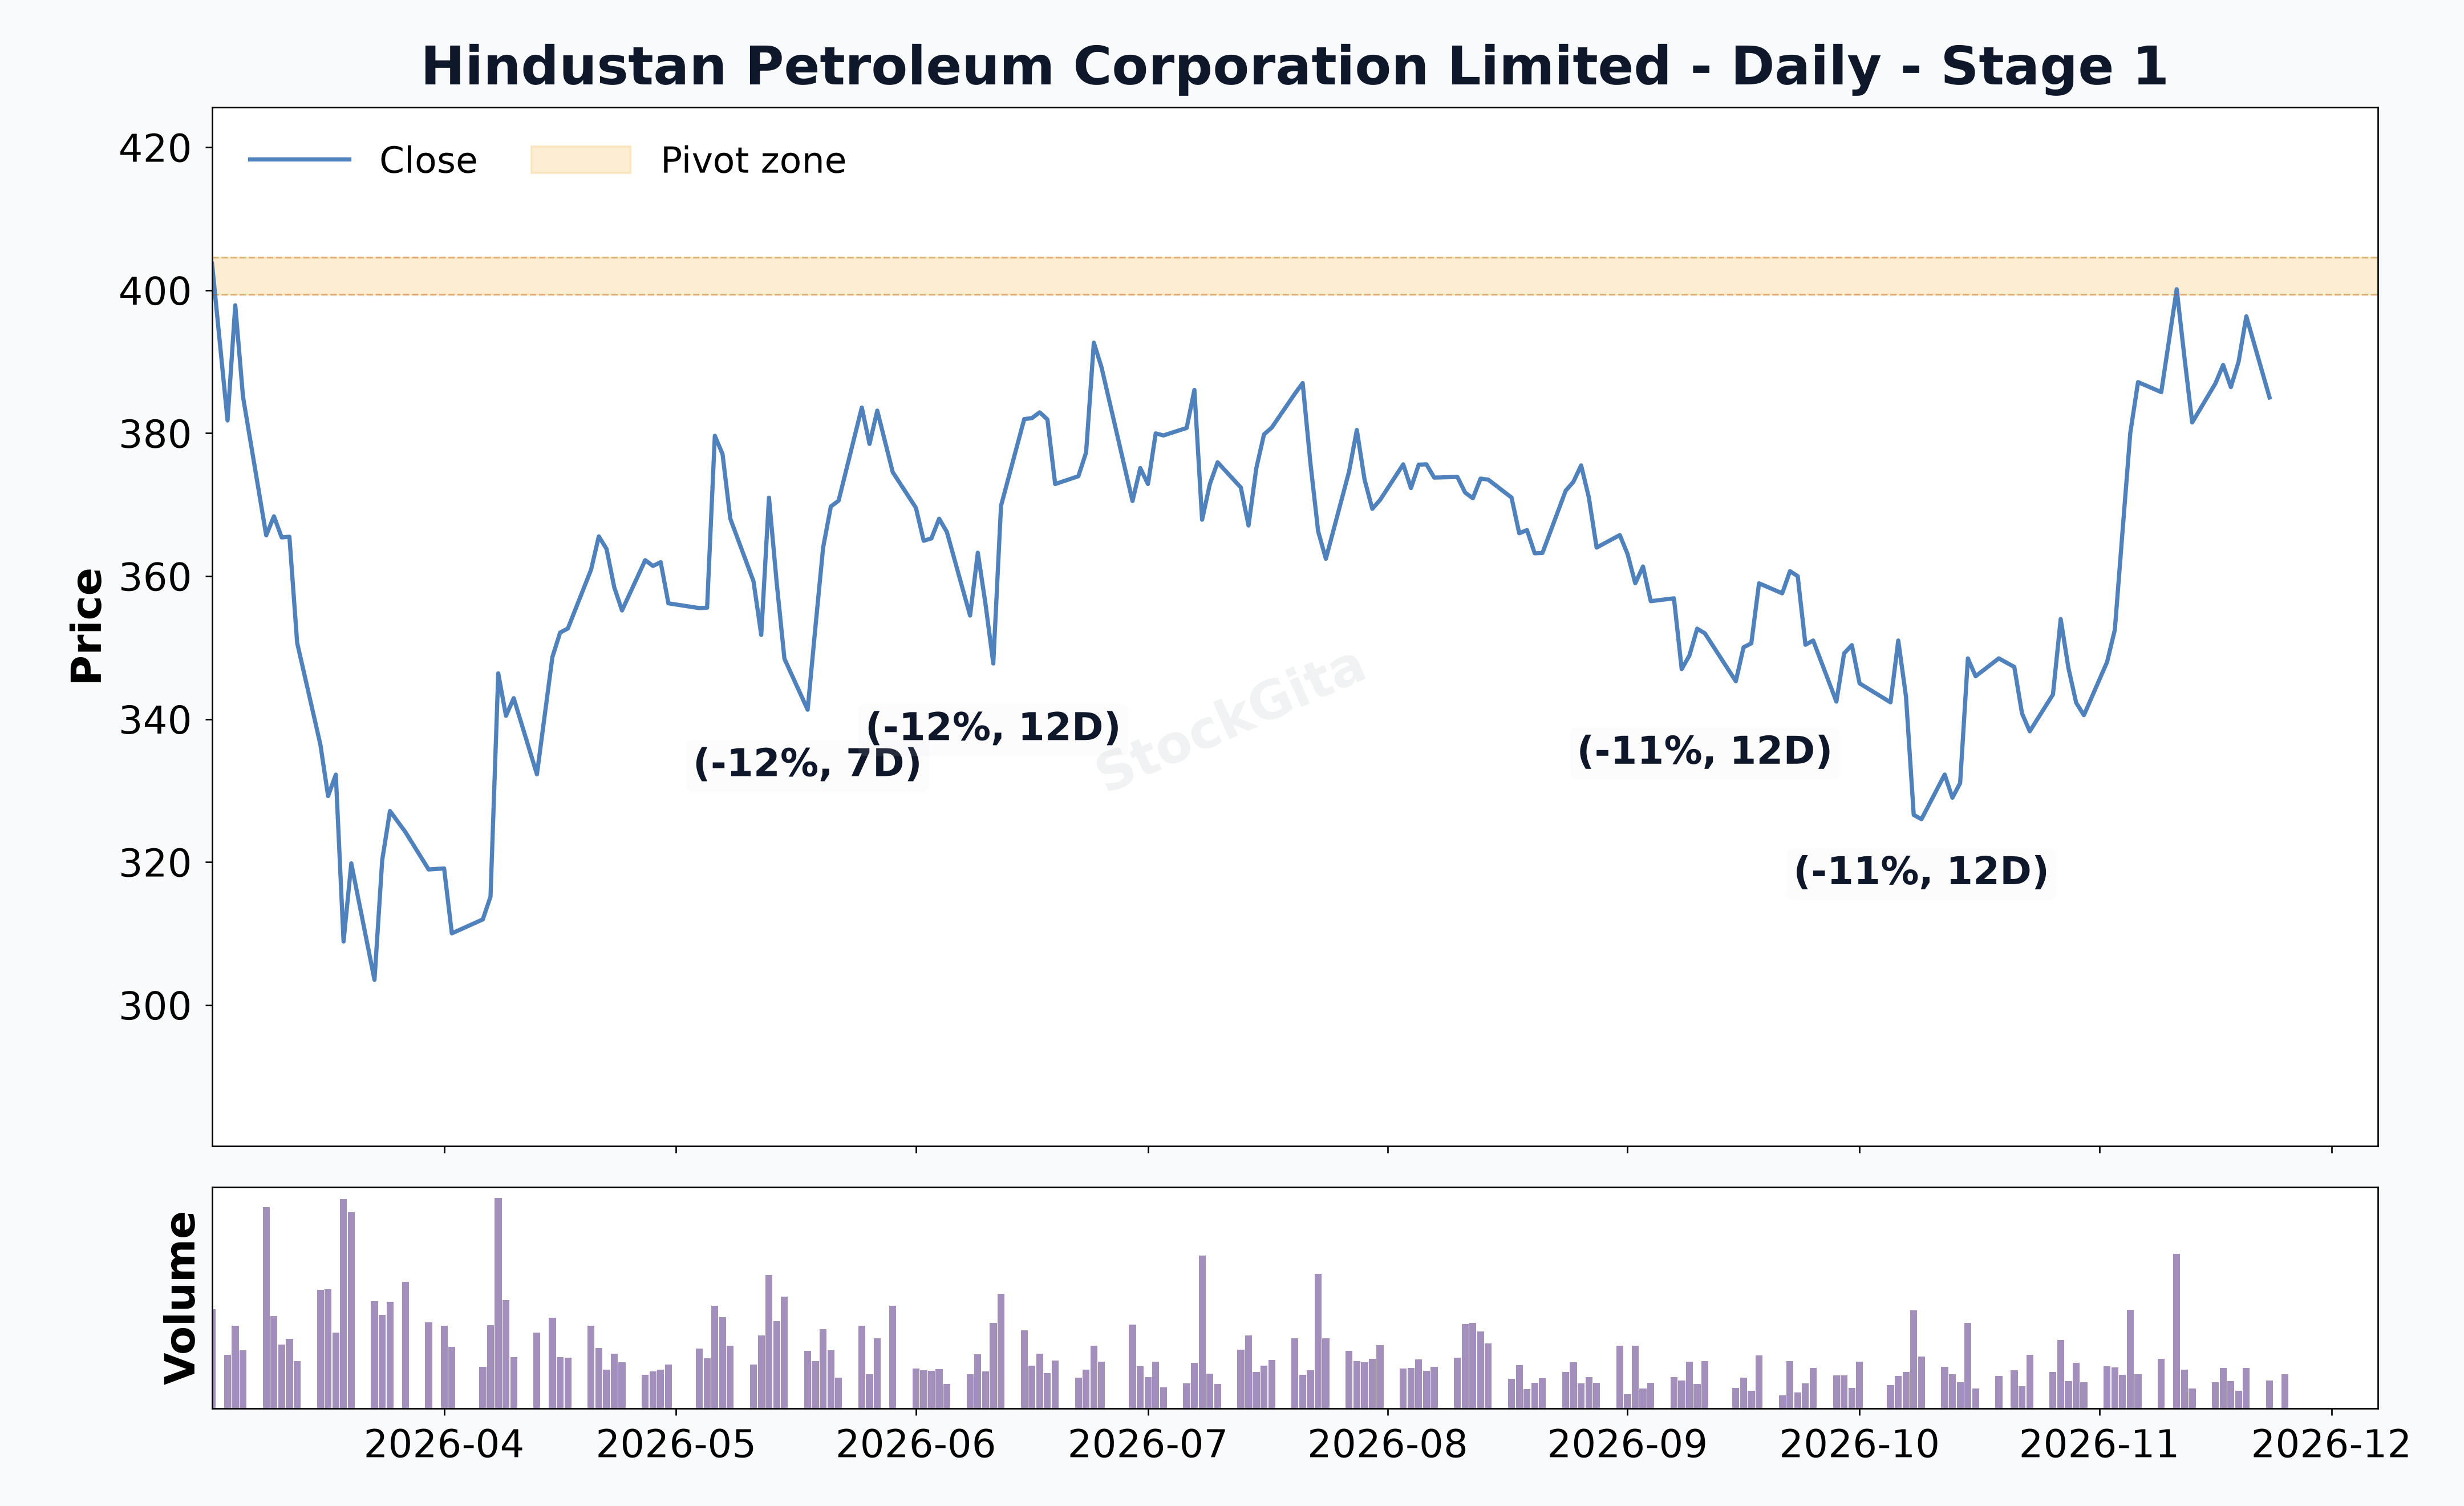 Hindustan Petroleum Corporation Limited - Daily - Stage 1
Close
Pivot zone
420
400
380
360
340
320
300
Price
(-12%, 12D)
(-12%, 7D)
StockGita
(-11%, 12D)
(-11%, 12D)
Volume
2026-04
2026-05
2026-06
2026-07
2026-08
2026-09
2026-10
2026-11
2026-12